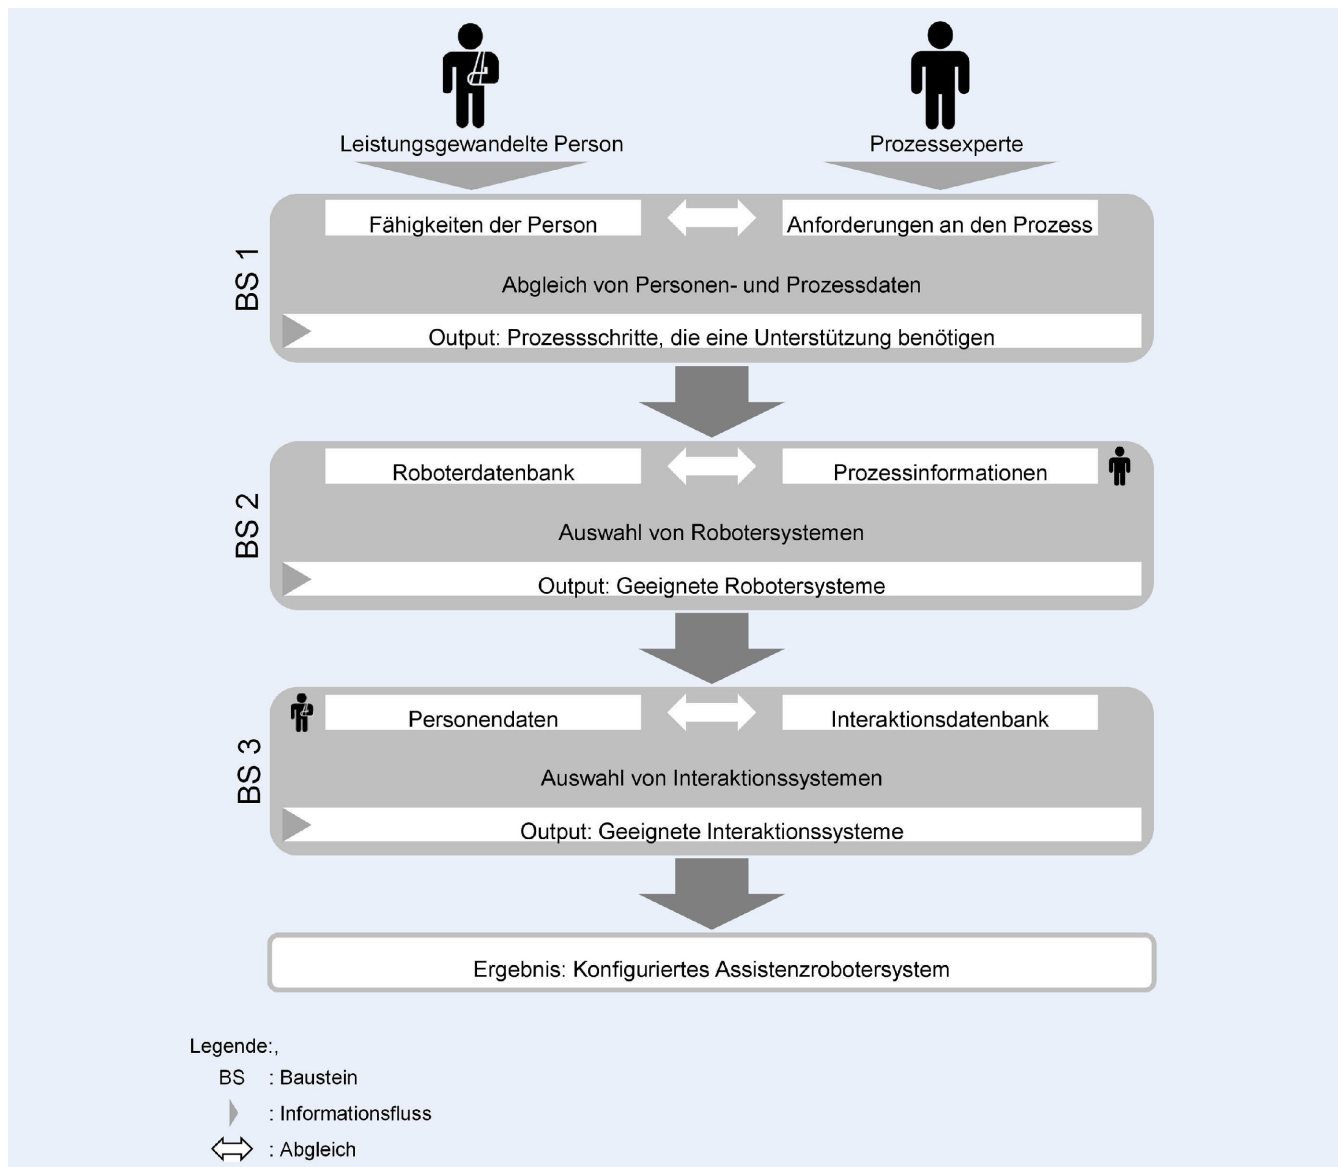 Leistungsgewandelte Person
Prozessexperte
BS 1
Fähigkeiten der Person
Anforderungen an den Prozess
Abgleich von Personen- und Prozessdaten
Output: Prozessschritte, die eine Unterstützung benötigen
BS 2
Roboterdatenbank
Prozessinformationen
Auswahl von Robotersystemen
Output: Geeignete Robotersysteme
BS 3
Personendaten
Interaktionsdatenbank
Auswahl von Interaktionssystemen
Output: Geeignete Interaktionssysteme
Ergebnis: Konfiguriertes Assistenzrobotersystem
Legende:,
BS : Baustein
: Informationsfluss
: Abgleich